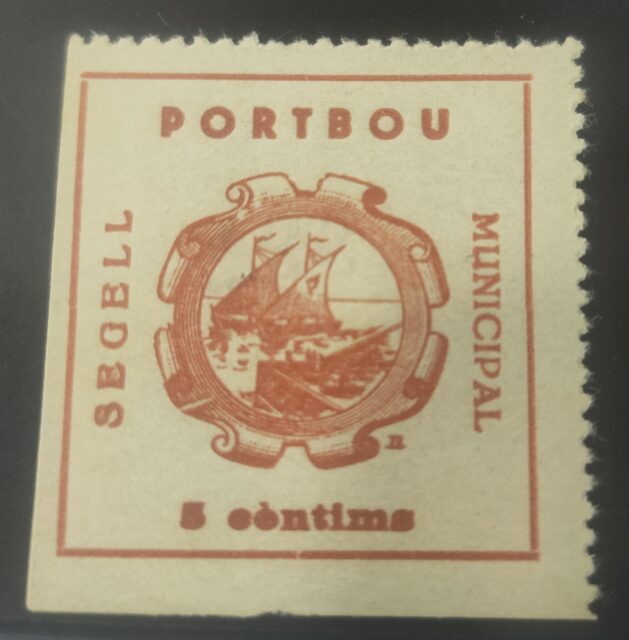 PORTBOU
SEGELL
MUNICIPAL
n
5 cèntims